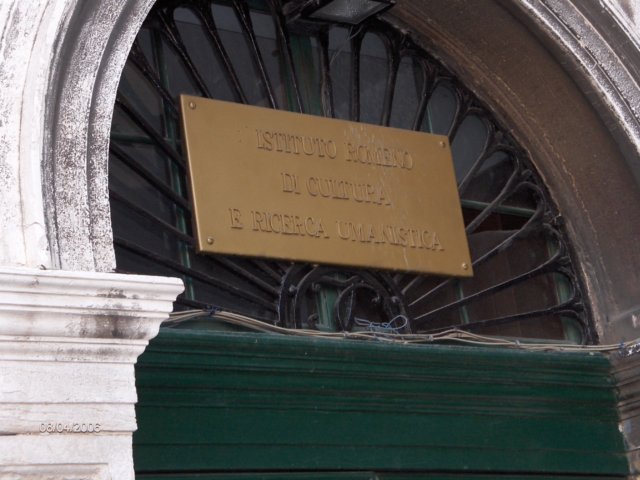 ISTITUTO ROMENO
DI CULTURA
E RICERCA UMANISTICA
08/04/2006